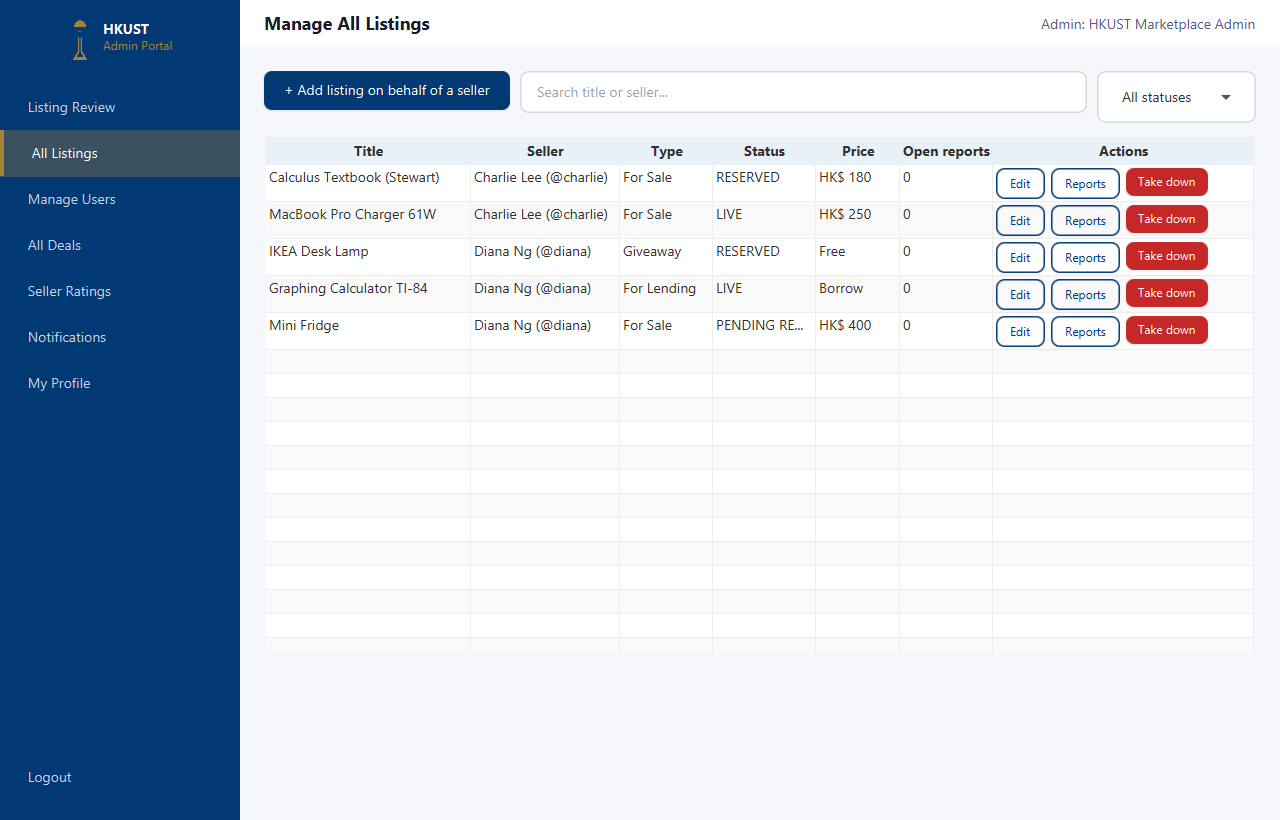 HKUST
Admin Portal
Listing Review
All Listings
Manage Users
All Deals
Seller Ratings
Notifications
My Profile
Logout
Manage All Listings
Admin: HKUST Marketplace Admin
+ Add listing on behalf of a seller
Search title or seller...
All statuses
Title Seller Type Status Price Open reports Actions
Calculus Textbook (Stewart) Charlie Lee (@charlie) For Sale RESERVED HK$ 180 0 Edit Reports Take down
MacBook Pro Charger 61W Charlie Lee (@charlie) For Sale LIVE HK$ 250 0 Edit Reports Take down
IKEA Desk Lamp Diana Ng (@diana) Giveaway RESERVED Free 0 Edit Reports Take down
Graphing Calculator TI-84 Diana Ng (@diana) For Lending LIVE Borrow 0 Edit Reports Take down
Mini Fridge Diana Ng (@diana) For Sale PENDING RE... HK$ 400 0 Edit Reports Take down